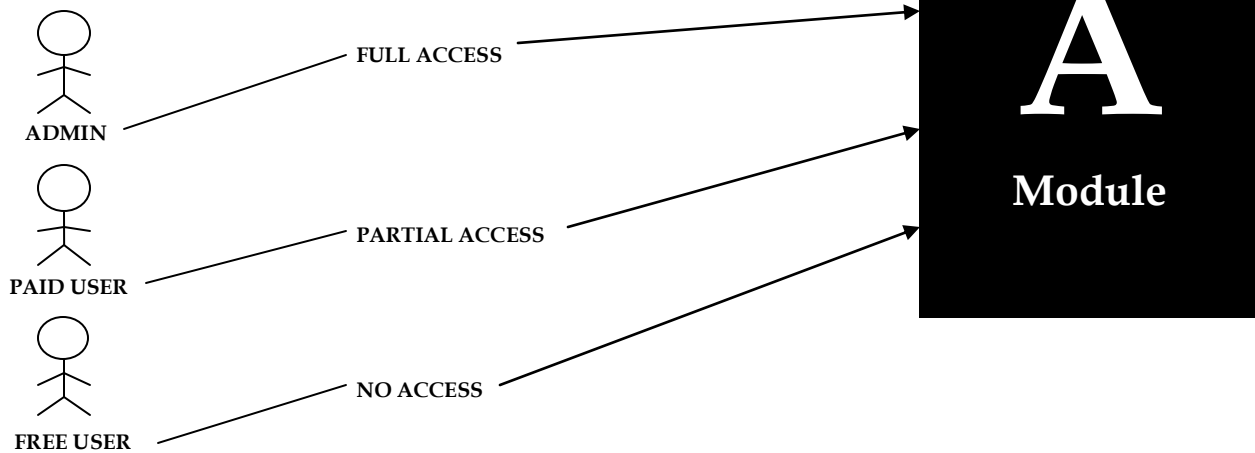 A
FULL ACCESS
ADMIN
Module
PARTIAL ACCESS
PAID USER
NO ACCESS
FREE USER